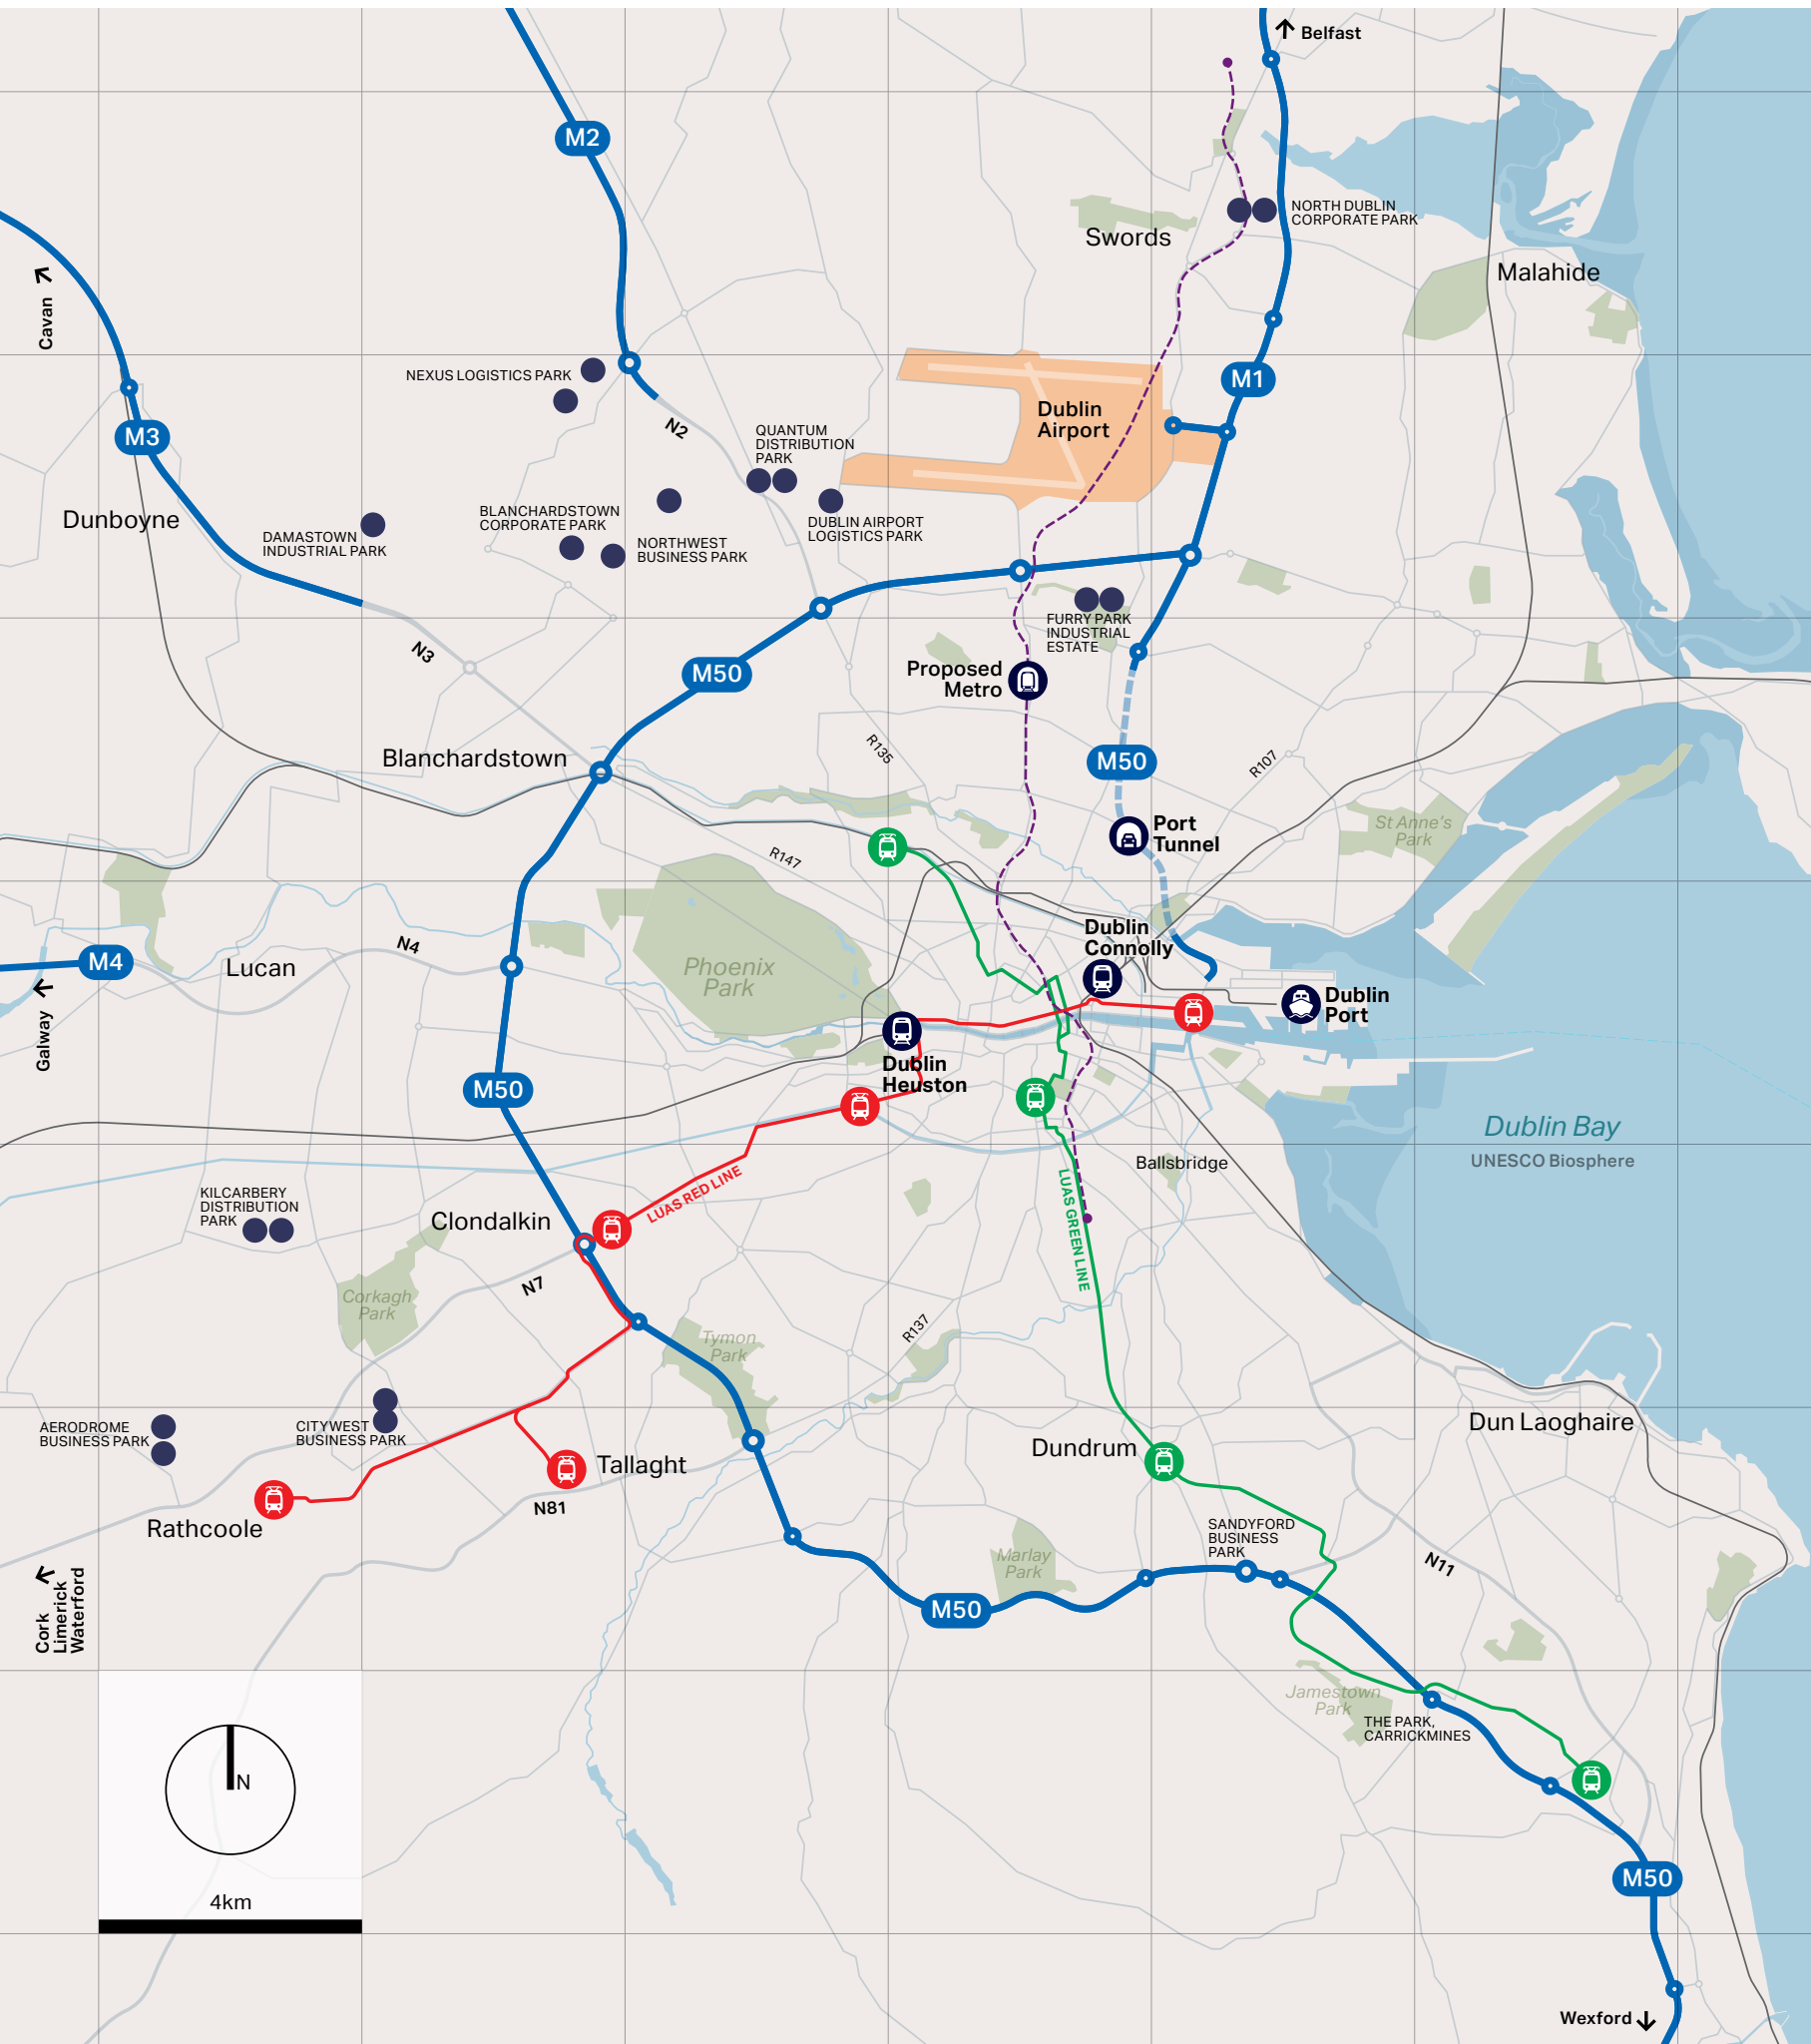 Belfast
M2
NORTH DUBLIN
CORPORATE PARK
Swords
Malahide
Cavan
NEXUS LOGISTICS PARK
M1
M3
N2
Dublin
Airport
QUANTUM
DISTRIBUTION
PARK
Dunboyne
DAMASTOWN
INDUSTRIAL PARK
BLANCHARDSTOWN
CORPORATE PARK
DUBLIN AIRPORT
LOGISTICS PARK
NORTHWEST
BUSINESS PARK
FURRY PARK
INDUSTRIAL
ESTATE
N3
M50
Proposed
Metro
Blanchardstown
R135
M50
R107
Port
Tunnel
St Anne's
Park
R147
Dublin
Connolly
M4
N4
Lucan
Phoenix
Park
Dublin
Port
Galway
Dublin
Heuston
M50
Dublin Bay
UNESCO Biosphere
Ballsbridge
LUAS RED LINE
LUAS GREEN LINE
KILCARBERY
DISTRIBUTION
PARK
Clondalkin
N7
Corkagh
Park
Tymon
Park
R137
AERODROME
BUSINESS PARK
CITYWEST
BUSINESS PARK
Dun Laoghaire
Dundrum
Tallaght
N81
Rathcoole
SANDYFORD
BUSINESS
PARK
Marlay
Park
N11
Cork
Limerick
Waterford
M50
Jamestown
Park
THE PARK,
CARRICKMINES
N
M50
4km
Wexford